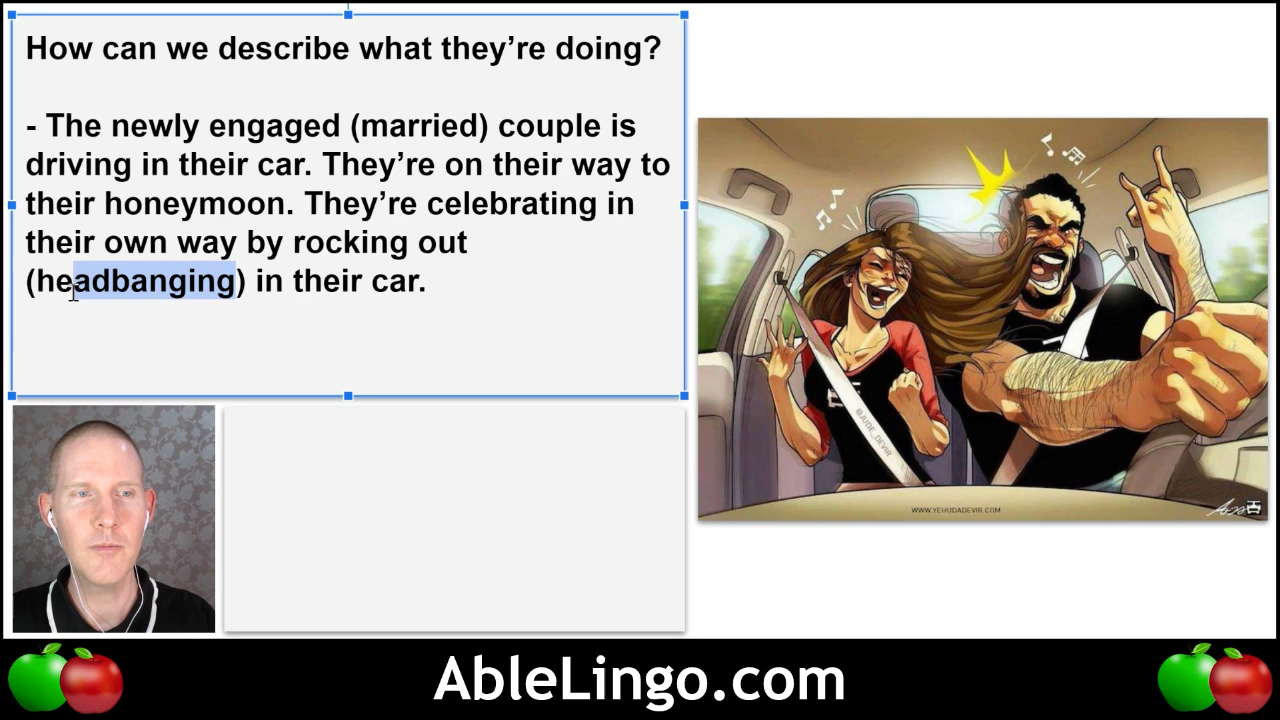 How can we describe what they’re doing?
- The newly engaged (married) couple is
driving in their car. They’re on their way to
their honeymoon. They’re celebrating in
their own way by rocking out
(headbanging) in their car.
@JUDE_DEVIR
WWW.YEHUDADEVIR.COM
AbleLingo.com